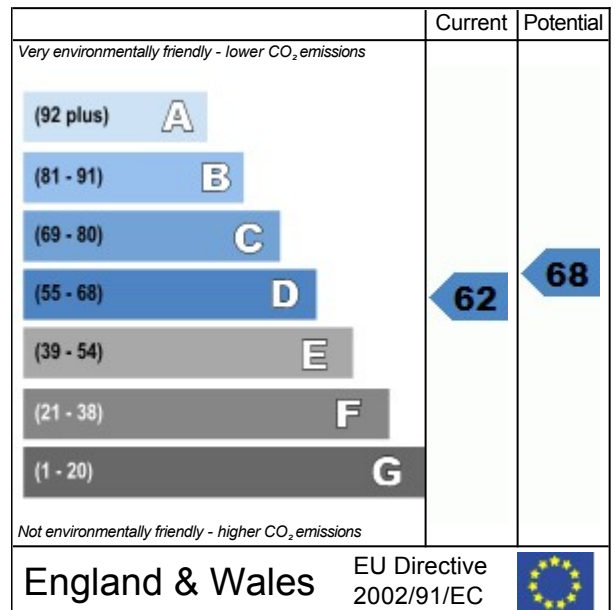 Current Potential
Very environmentally friendly - lower CO₂ emissions
(92 plus) A
(81 - 91) B
(69 - 80) C
(55 - 68) D
62
68
(39 - 54) E
(21 - 38) F
(1 - 20) G
Not environmentally friendly - higher CO₂ emissions
England & Wales
EU Directive
2002/91/EC